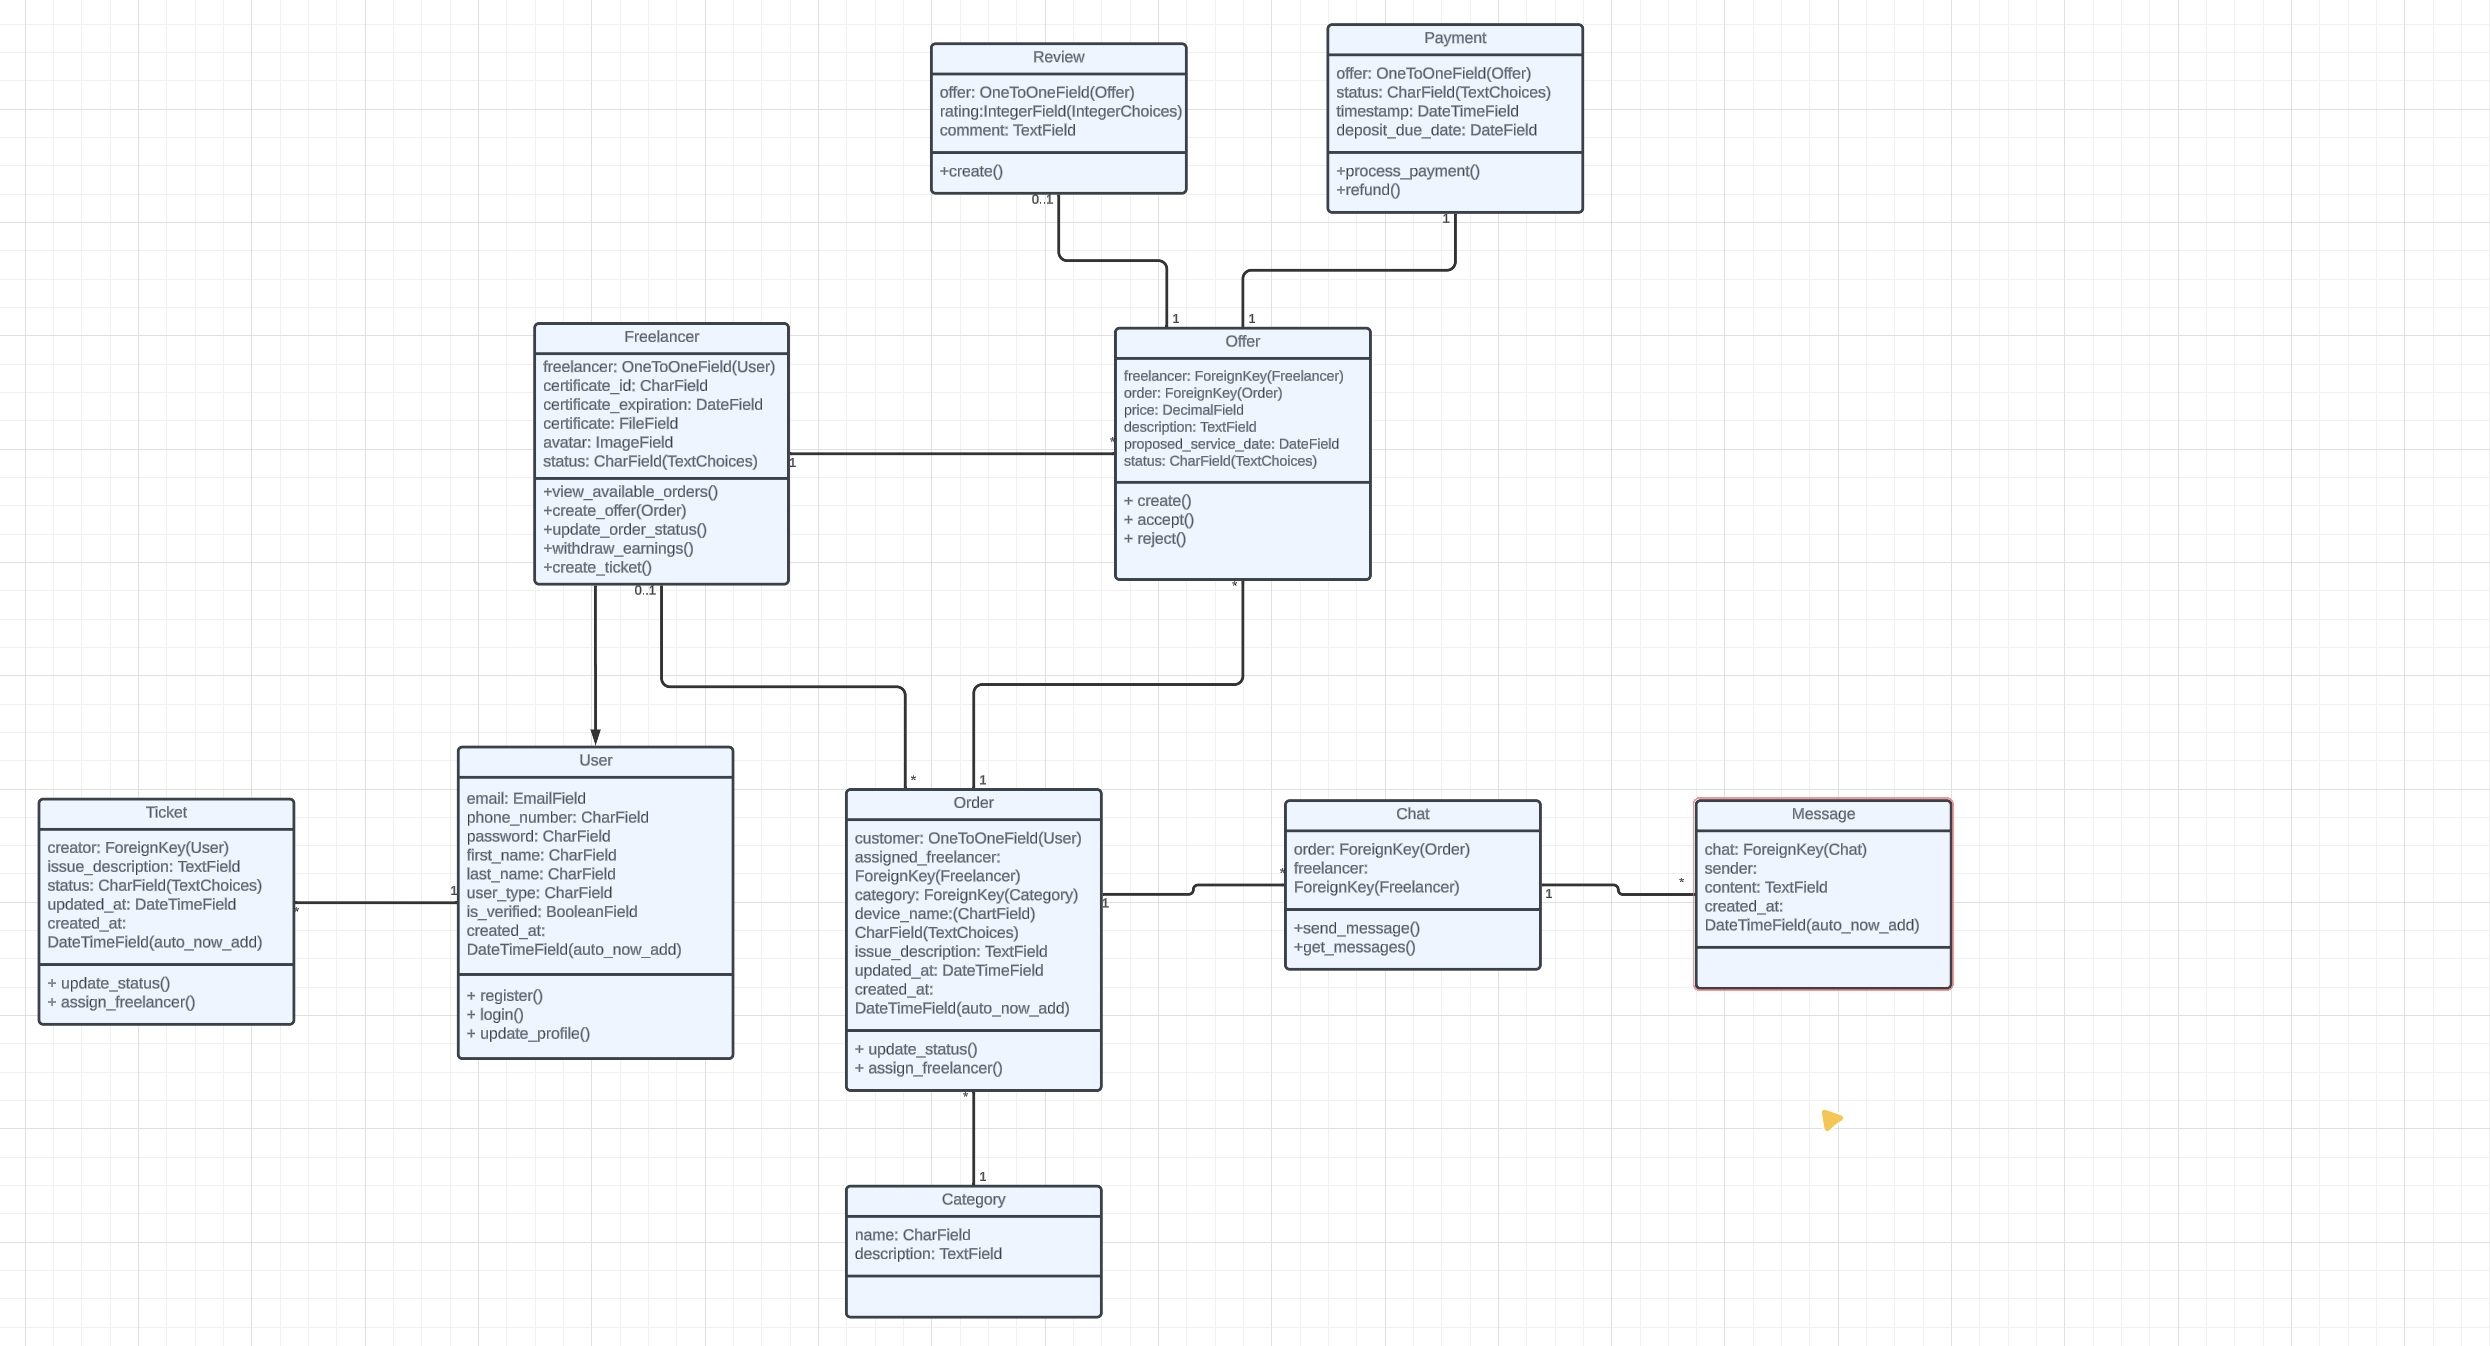 Review
offer: OneToOneField(Offer)
rating:IntegerField(IntegerChoices)
comment: TextField
+create()
0..1
Payment
offer: OneToOneField(Offer)
status: CharField(TextChoices)
timestamp: DateTimeField
deposit_due_date: DateField
+process_payment()
+refund()
1
1
1
Freelancer
freelancer: OneToOneField(User)
certificate_id: CharField
certificate_expiration: DateField
certificate: FileField
avatar: ImageField
status: CharField(TextChoices)
+view_available_orders()
+create_offer(Order)
+update_order_status()
+withdraw_earnings()
+create_ticket()
1
*
0..1
Offer
freelancer: ForeignKey(Freelancer)
order: ForeignKey(Order)
price: DecimalField
description: TextField
proposed_service_date: DateField
status: CharField(TextChoices)
+ create()
+ accept()
+ reject()
*
Ticket
creator: ForeignKey(User)
issue_description: TextField
status: CharField(TextChoices)
updated_at: DateTimeField
created_at:
DateTimeField(auto_now_add)
+ update_status()
+ assign_freelancer()
*
1
User
email: EmailField
phone_number: CharField
password: CharField
first_name: CharField
last_name: CharField
user_type: CharField
is_verified: BooleanField
created_at:
DateTimeField(auto_now_add)
+ register()
+ login()
+ update_profile()
*
1
Order
customer: OneToOneField(User)
assigned_freelancer:
ForeignKey(Freelancer)
category: ForeignKey(Category)
device_name:(ChartField)
CharField(TextChoices)
issue_description: TextField
updated_at: DateTimeField
created_at:
DateTimeField(auto_now_add)
+ update_status()
+ assign_freelancer()
1
*
*
Chat
order: ForeignKey(Order)
freelancer:
ForeignKey(Freelancer)
+send_message()
+get_messages()
1
*
Message
chat: ForeignKey(Chat)
sender:
content: TextField
created_at:
DateTimeField(auto_now_add)
1
Category
name: CharField
description: TextField